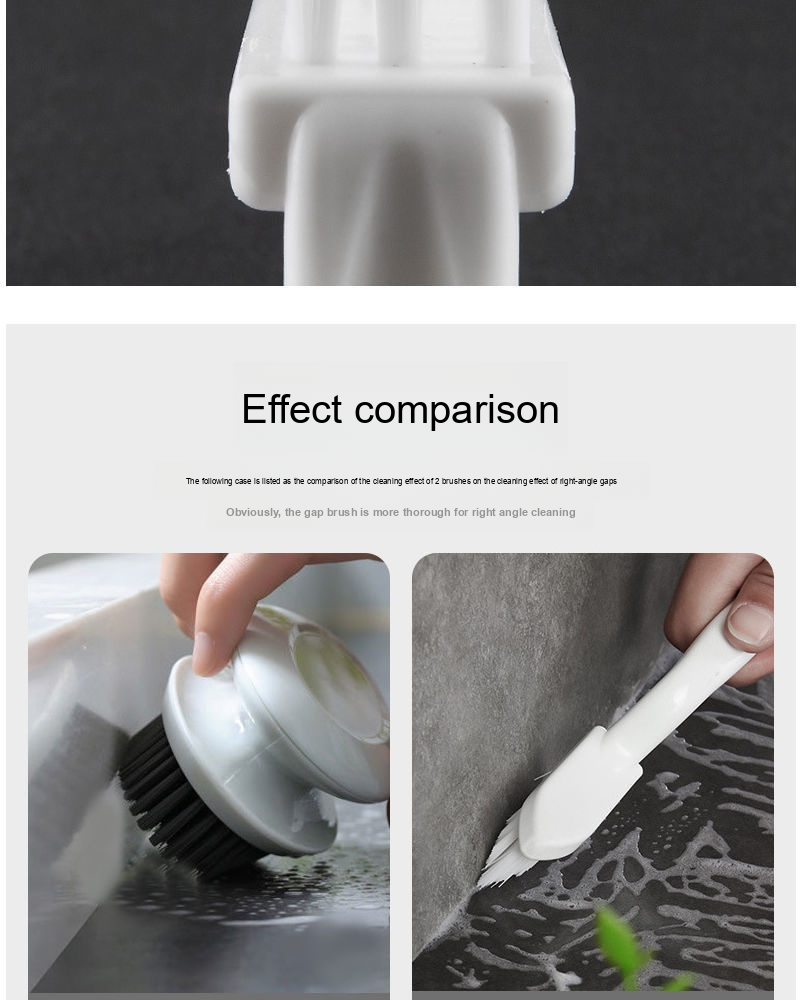 Effect comparison
The following case is listed as the comparison of the cleaning effect of 2 brushes on the cleaning effect of right-angle gaps
Obviously, the gap brush is more thorough for right angle cleaning